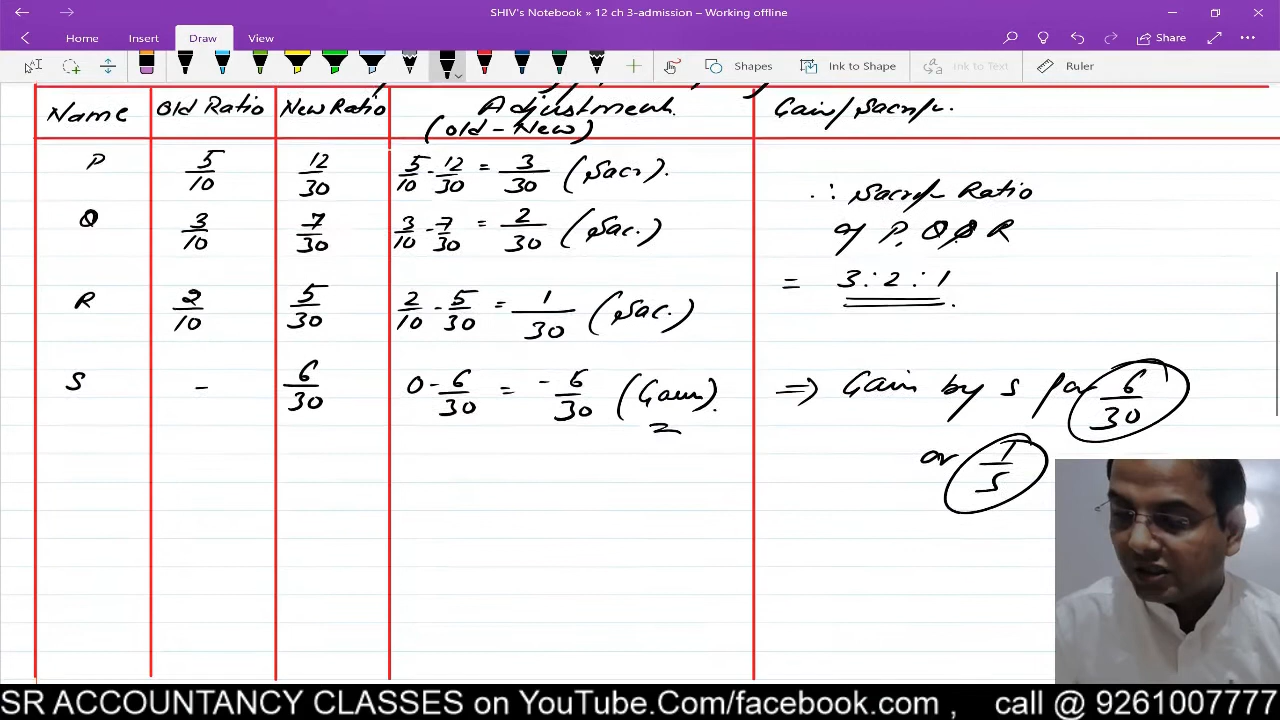 SHIV's Notebook » 12 ch 3-admission – Working offline
Home Insert Draw View Share
Shapes Ink to Shape Ink to Text Ruler
Name Old Ratio New Ratio Adjustment. (Old - New) Gain/Sacrifice.
P 5/10 12/30 5/10 - 12/30 = 3/30 (Sacr).
Q 3/10 7/30 3/10 - 7/30 = 2/30 (Sac.)
R 2/10 5/30 2/10 - 5/30 = 1/30 (Sac.)
S - 6/30 0 - 6/30 = - 6/30 (Gain).
∴ Sacrifice Ratio
of P, Q & R
= 3:2:1.
⇒ Gain by S for 6/30
or 1/5
SR ACCOUNTANCY CLASSES on YouTube.Com/facebook.com , call @ 9261007777